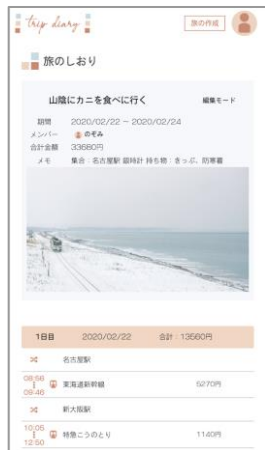 trip diary
旅の作成
旅のしおり
山陰にカニを食べに行く 編集モード
期間 2020/02/22 ~ 2020/02/24
メンバー のぞみ
合計金額 33680円
メモ 集合：名古屋駅 銀時計 持ち物：きっぷ、防寒着
1日目 2020/02/22 合計：13560円
名古屋駅
08:56
東海道新幹線 5270円
09:46
新大阪駅
10:05
特急こうのとり 1140円
12:50